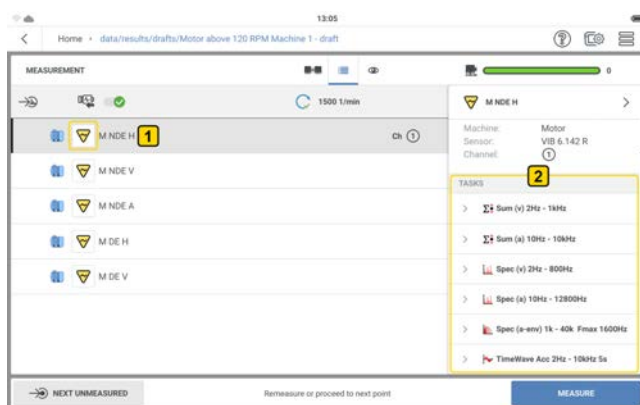 13:05
Home › data/results/drafts/Motor above 120 RPM Machine 1 - draft
MEASUREMENT
0
1500 1/min
M NDE H
M NDE H 1
Ch 1
Machine: Motor
Sensor: VIB 6.142 R
Channel: 1
M NDE V
M NDE A
M DE H
M DE V
2
TASKS
Sum (v) 2Hz - 1kHz
Sum (a) 10Hz - 10kHz
Spec (v) 2Hz - 800Hz
Spec (a) 10Hz - 12800Hz
Spec (a-env) 1k - 40k Fmax 1600Hz
TimeWave Acc 2Hz - 10kHz 5s
NEXT UNMEASURED
Remeasure or proceed to next point
MEASURE